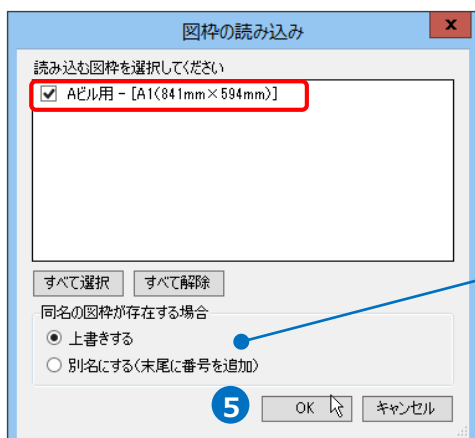 図枠の読み込み
x
読み込む図枠を選択してください
Aビル用 - [A1(841mm×594mm)]
すべて選択 すべて解除
同名の図枠が存在する場合
上書きする
別名にする(末尾に番号を追加)
5 OK キャンセル